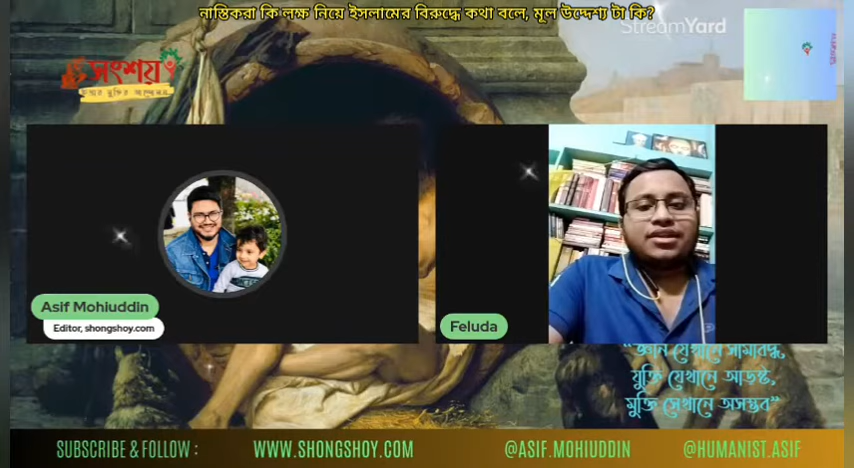 নাস্তিকরা কি লক্ষ নিয়ে ইসলামের বিরুদ্ধে কথা বলে, মূল উদ্দেশ্য টা কি?
StreamYard
সংশয়
Asif Mohiuddin
Editor, shongshoy.com
Feluda
“জ্ঞান যেখানে সীমাবদ্ধ,
যুক্তি যেখানে আড়ষ্ট,
মুক্তি সেখানে অসম্ভব”
SUBSCRIBE & FOLLOW :
WWW.SHONGSHOY.COM
@ASIF.MOHIUDDIN
@HUMANIST.ASIF